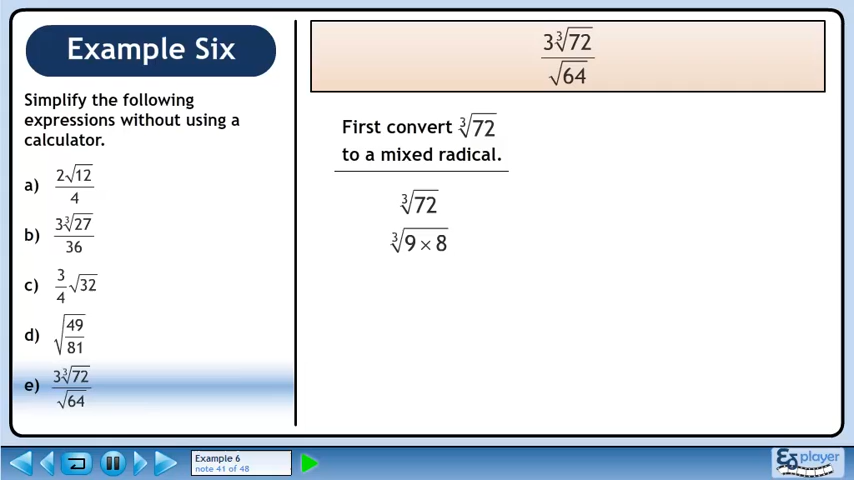 Example Six
Simplify the following
expressions without using a
calculator.
a) 2√12 / 4
b) 3∛27 / 36
c) 3/4 √32
d) √(49/81)
e) 3∛72 / √64
3∛72 / √64
First convert ∛72
to a mixed radical.
∛72
∛(9 × 8)
Example 6
note 41 of 48
player